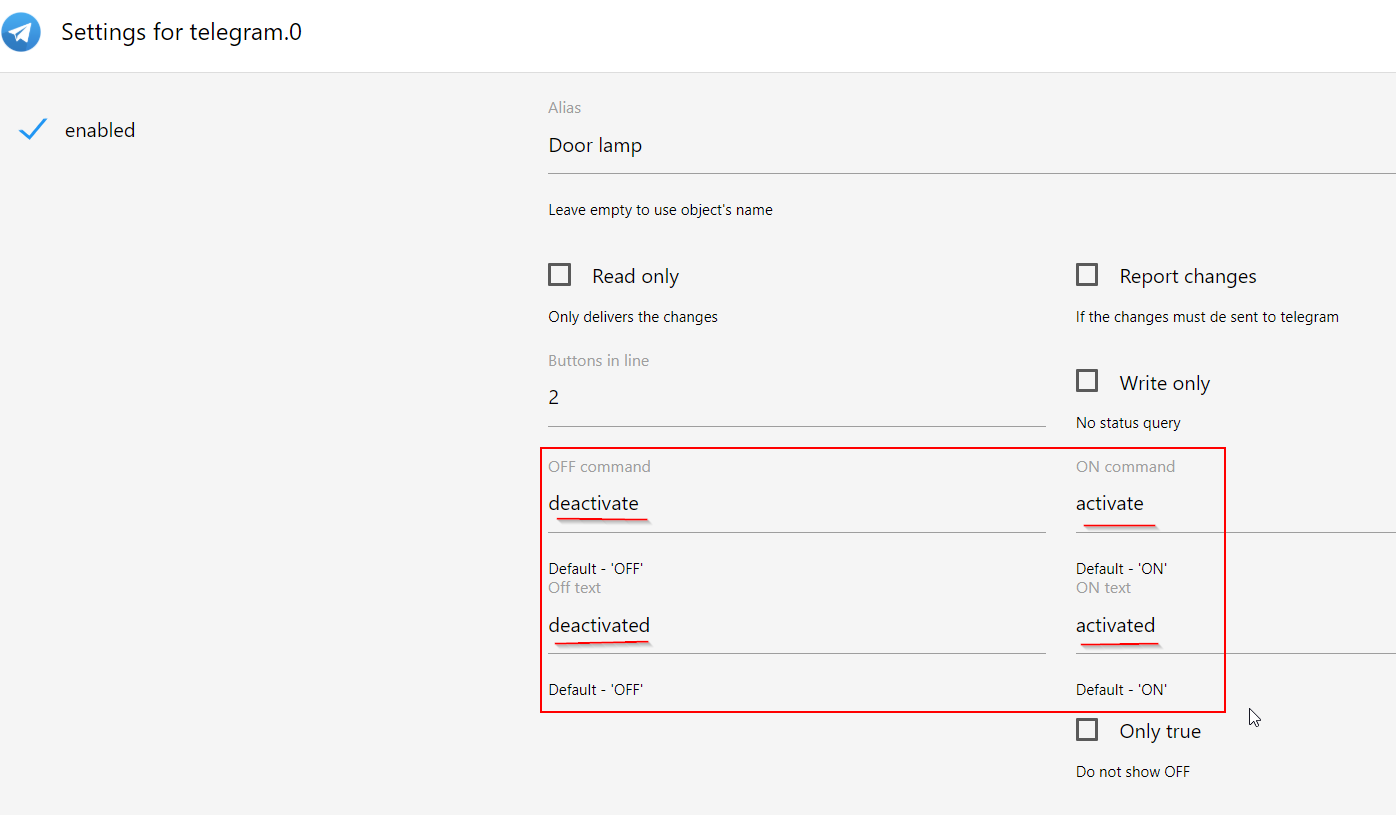 Settings for telegram.0
enabled
Alias
Door lamp
Leave empty to use object's name
Read only
Report changes
Only delivers the changes
If the changes must de sent to telegram
Buttons in line
2
Write only
No status query
OFF command
ON command
deactivate
activate
Default - 'OFF'
Default - 'ON'
Off text
ON text
deactivated
activated
Default - 'OFF'
Default - 'ON'
Only true
Do not show OFF